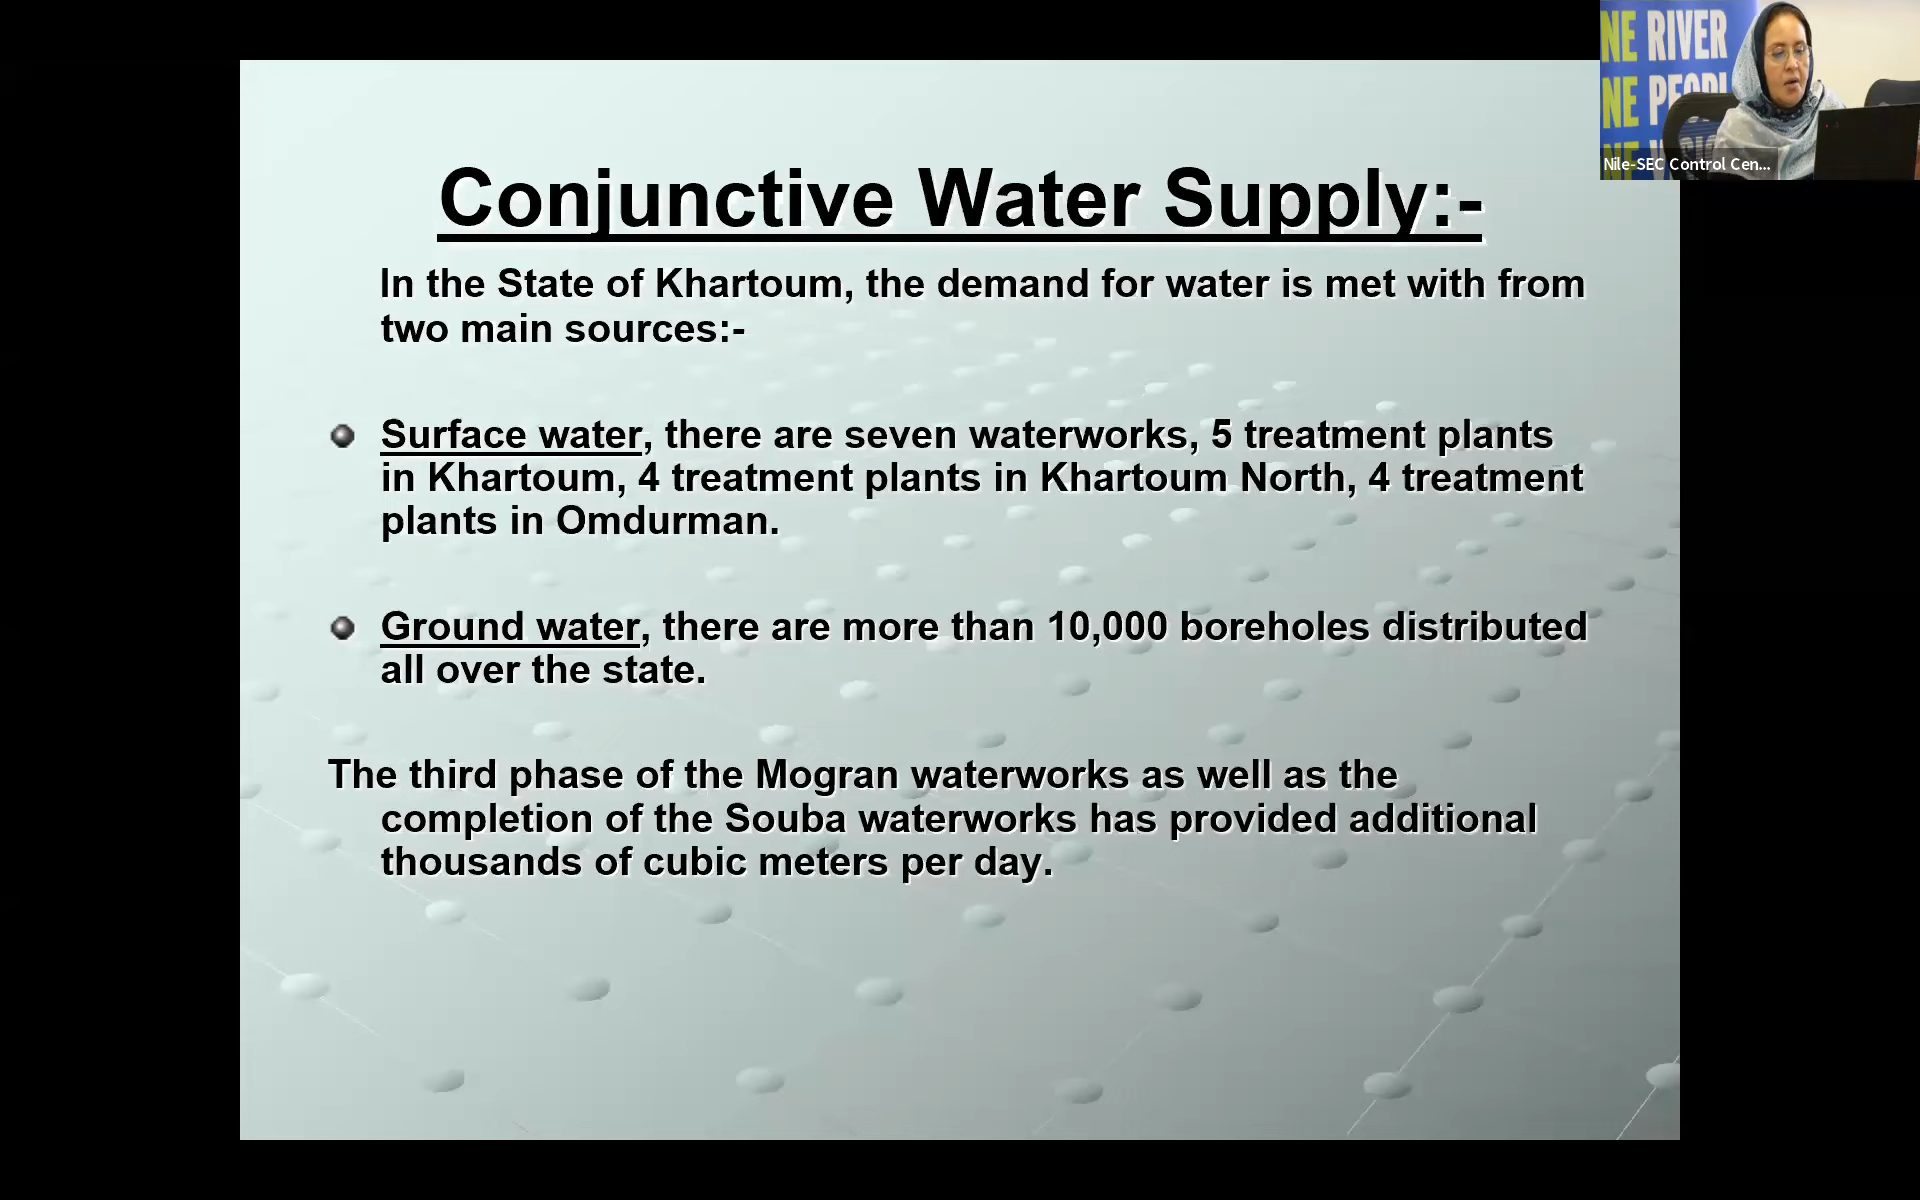 Conjunctive Water Supply:-
In the State of Khartoum, the demand for water is met with from
two main sources:-
Surface water, there are seven waterworks, 5 treatment plants
in Khartoum, 4 treatment plants in Khartoum North, 4 treatment
plants in Omdurman.
Ground water, there are more than 10,000 boreholes distributed
all over the state.
The third phase of the Mogran waterworks as well as the
completion of the Souba waterworks has provided additional
thousands of cubic meters per day.
NE RIVER
NE
NE
Nile-SEC Control Cen...